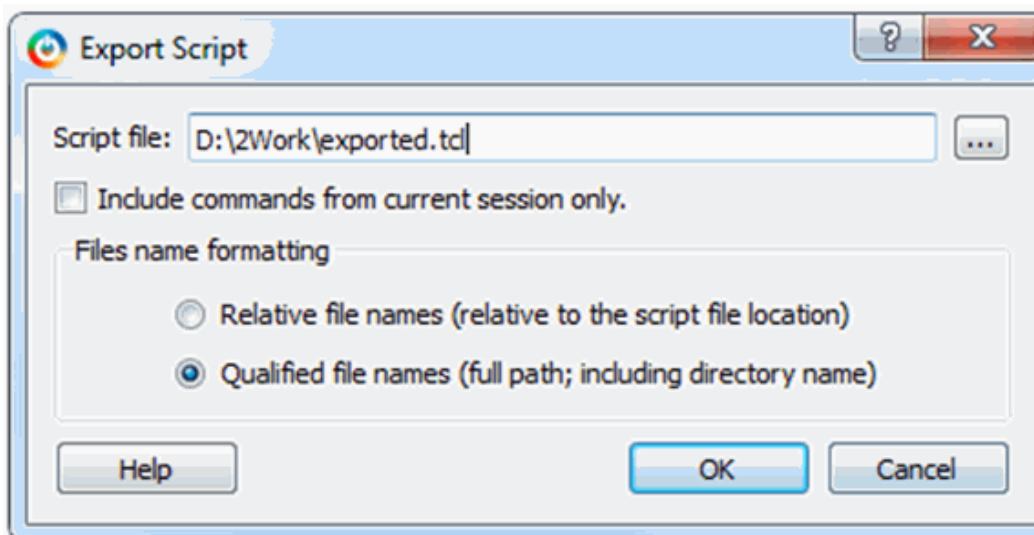 Export Script
Script file: D:\2Work\exported.tcl ...
Include commands from current session only.
Files name formatting
Relative file names (relative to the script file location)
Qualified file names (full path; including directory name)
Help OK Cancel